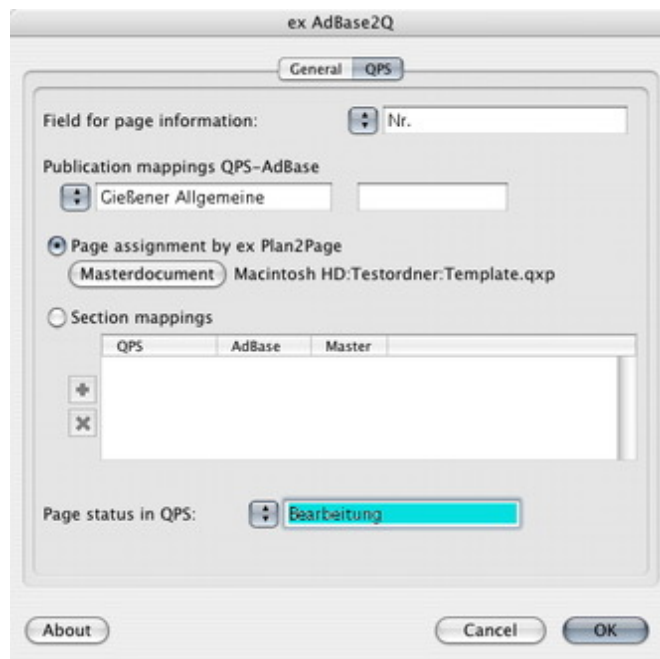 ex AdBase2Q
General QPS
Field for page information: Nr.
Publication mappings QPS-AdBase
Gießener Allgemeine
Page assignment by ex Plan2Page
Masterdocument Macintosh HD:Testordner:Template.qxp
Section mappings
QPS AdBase Master
Page status in QPS: Bearbeitung
About Cancel OK